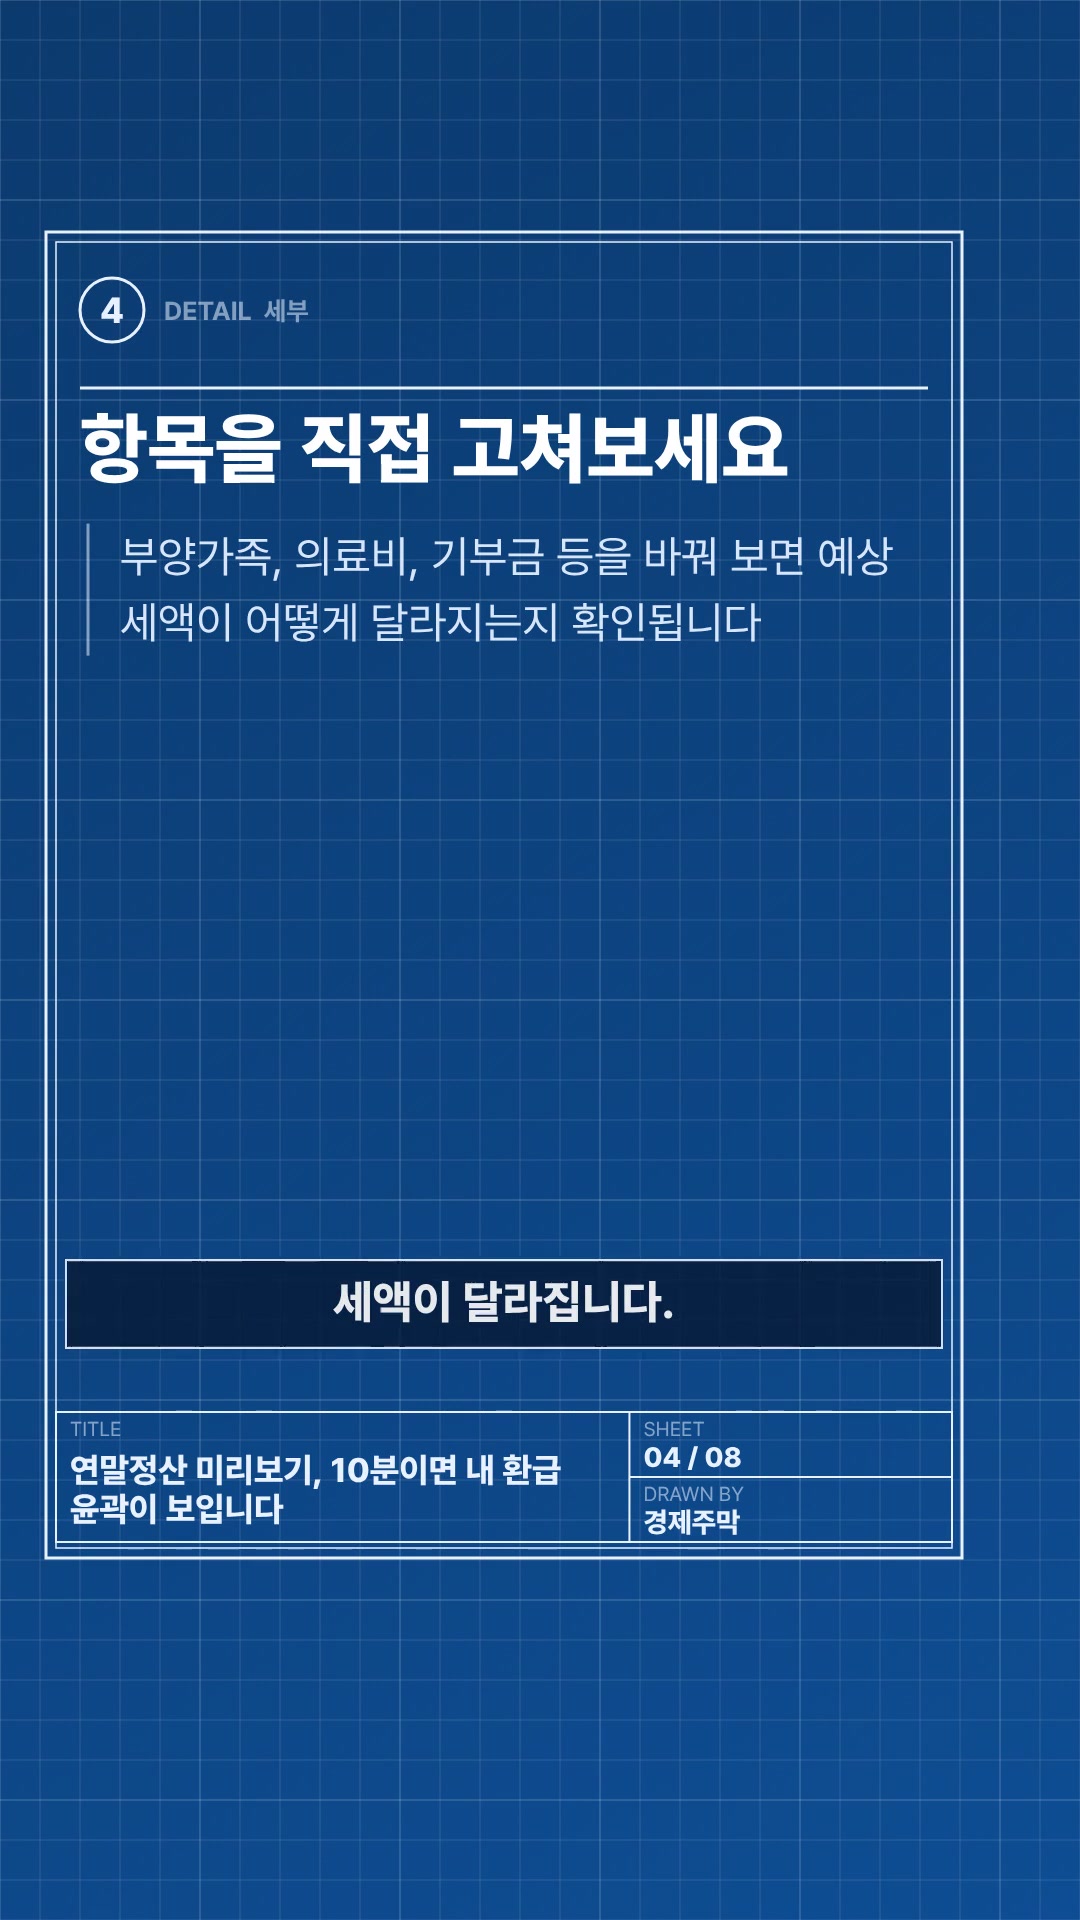 4 DETAIL 세부
항목을 직접 고쳐보세요
부양가족, 의료비, 기부금 등을 바꿔 보면 예상
세액이 어떻게 달라지는지 확인됩니다
세액이 달라집니다.
TITLE
연말정산 미리보기, 10분이면 내 환급
윤곽이 보입니다
SHEET
04 / 08
DRAWN BY
경제주막